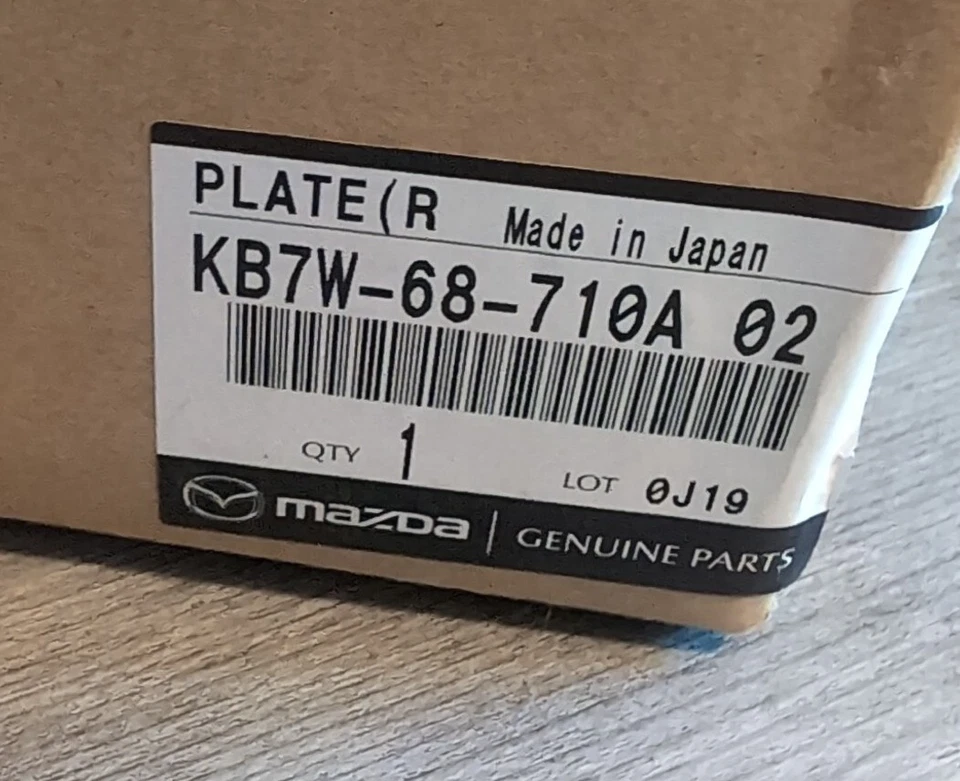 PLATE(R Made in Japan
KB7W-68-710A 02
QTY 1 LOT 0J19
mazda | GENUINE PARTS